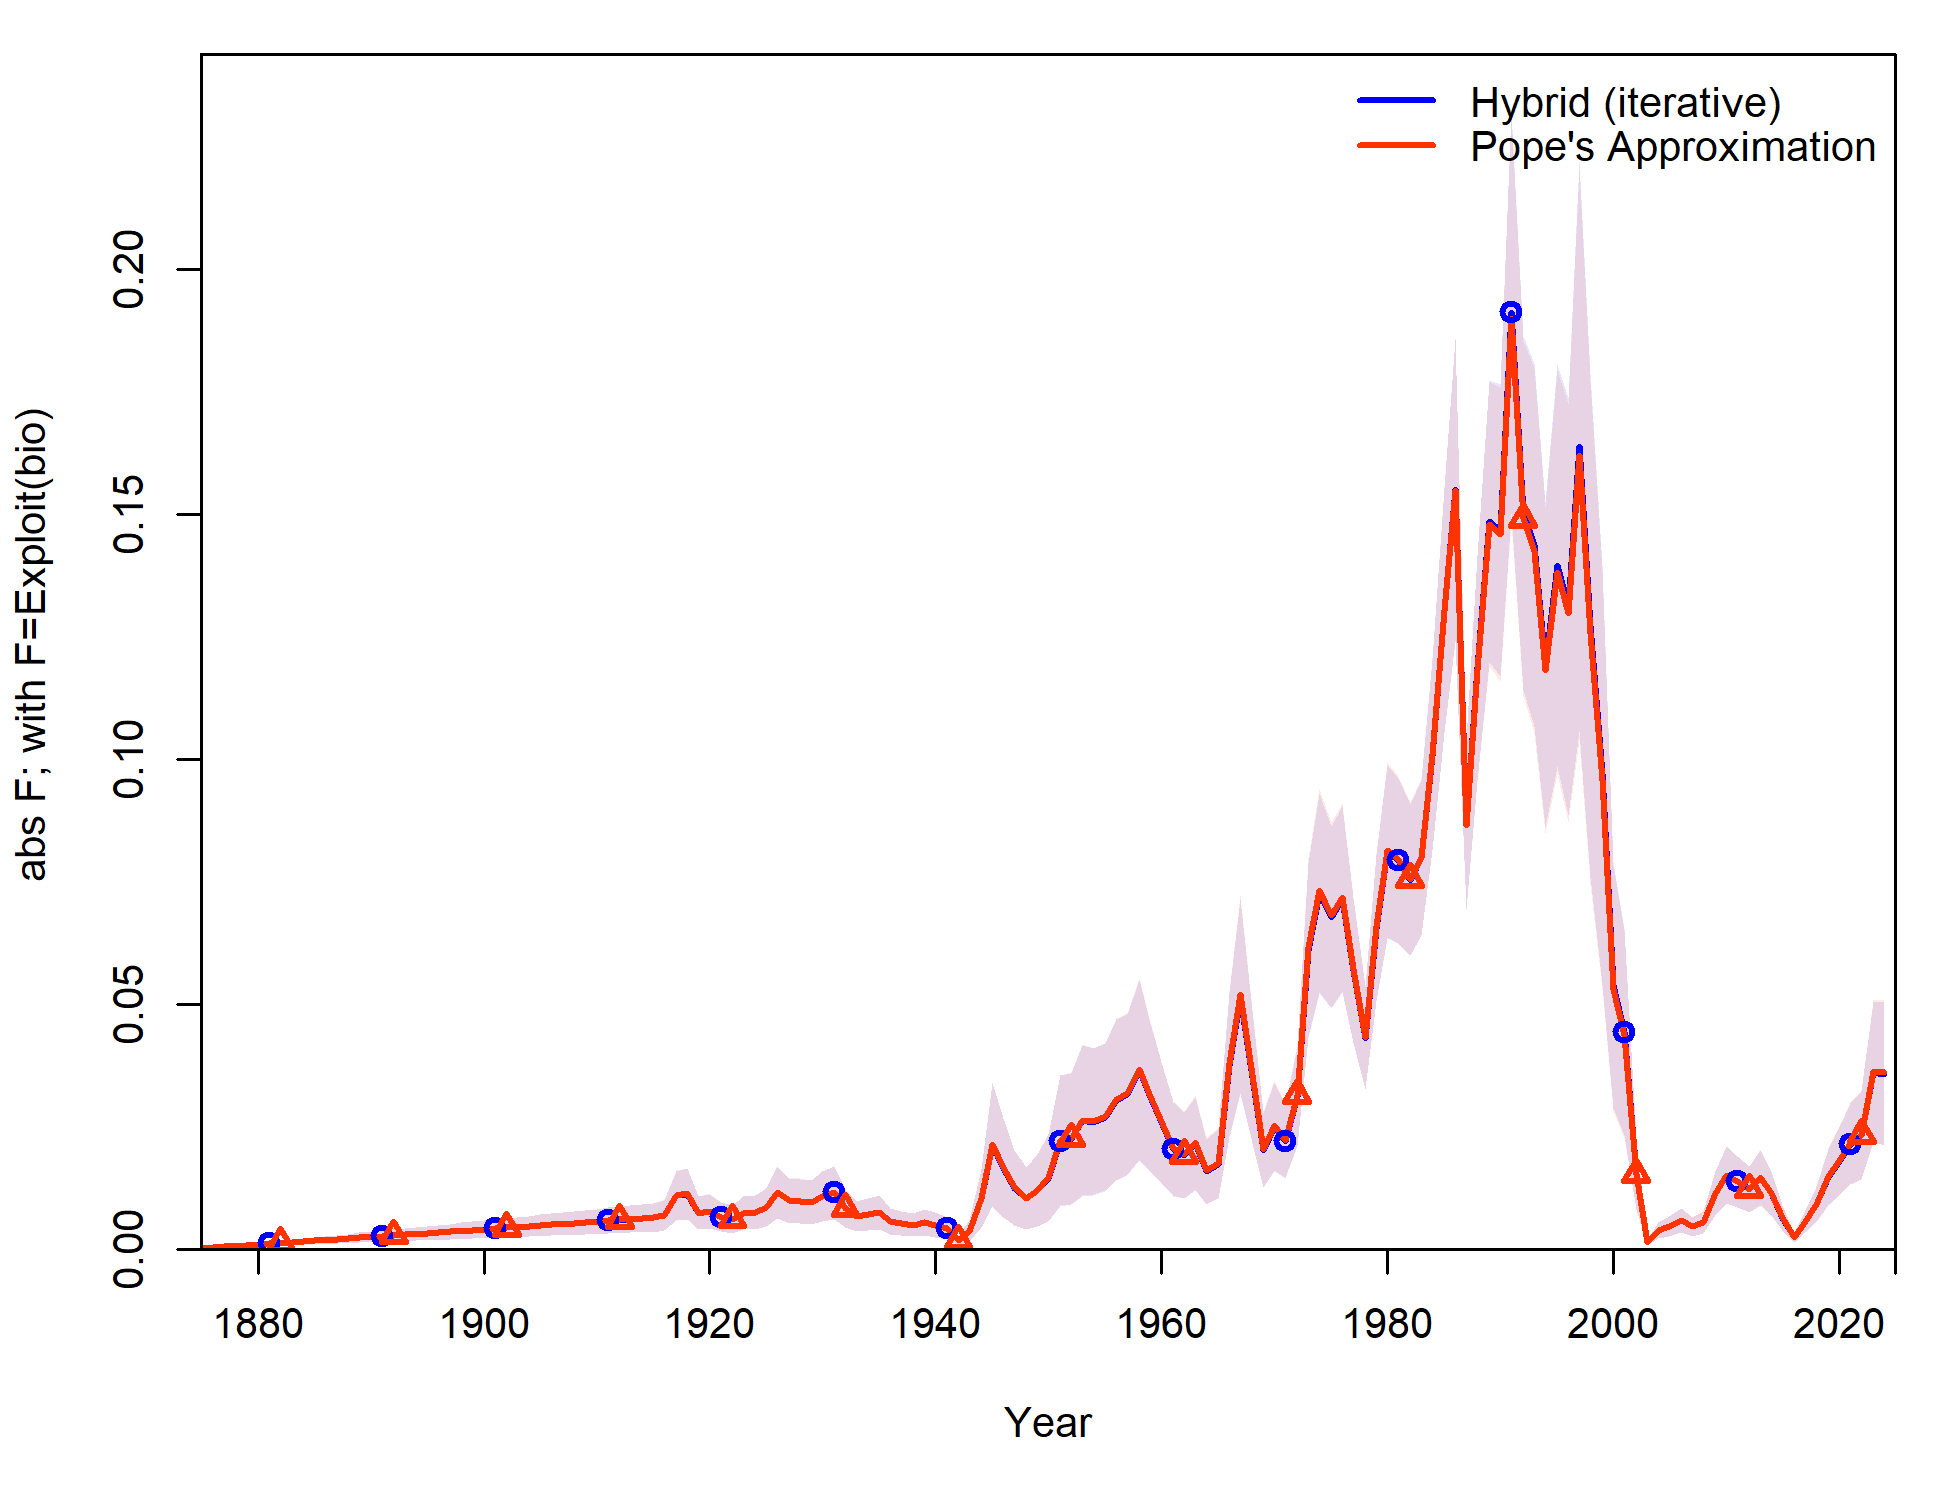 Hybrid (iterative)
Pope's Approximation
abs F; with F=Exploit(bio)
0.20
0.15
0.10
0.05
0.00
1880 1900 1920 1940 1960 1980 2000 2020
Year